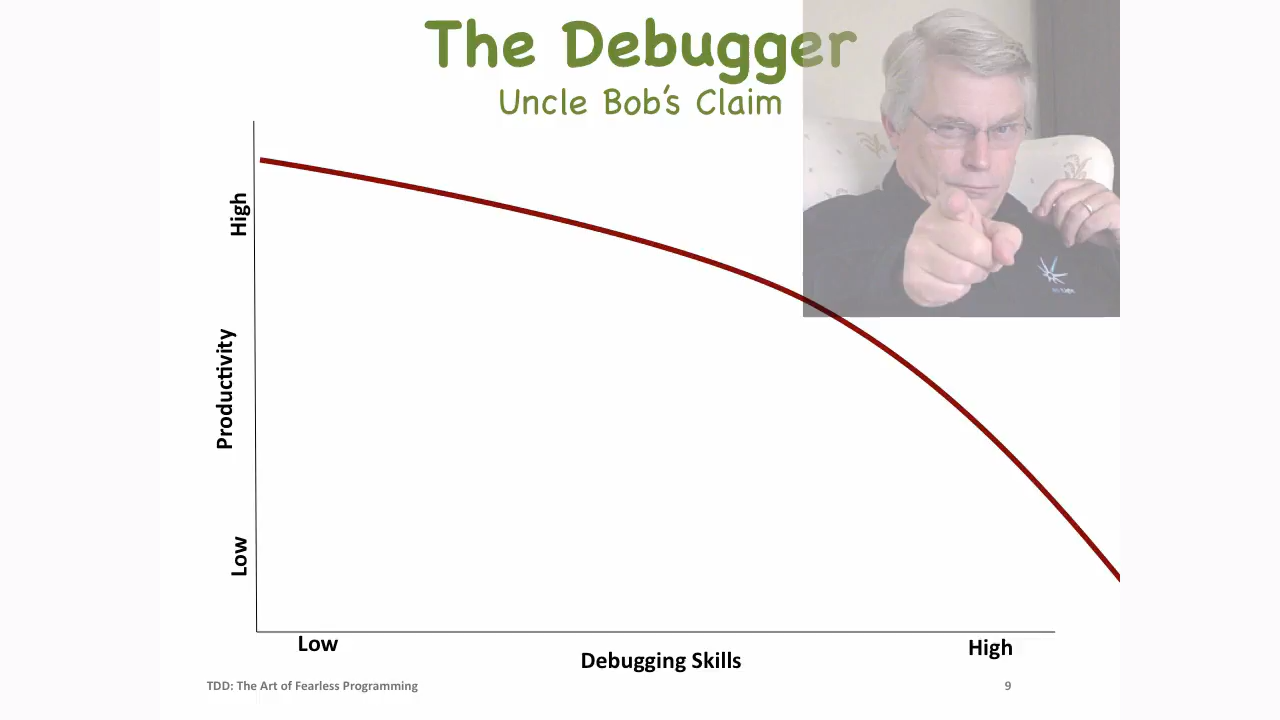 The Debugger
Uncle Bob's Claim
High
Productivity
Low
Low
High
Debugging Skills
TDD: The Art of Fearless Programming
9